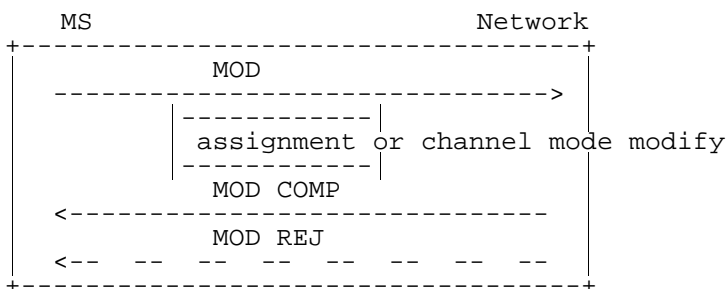 MS Network
MOD
assignment or channel mode modify
MOD COMP
MOD REJ